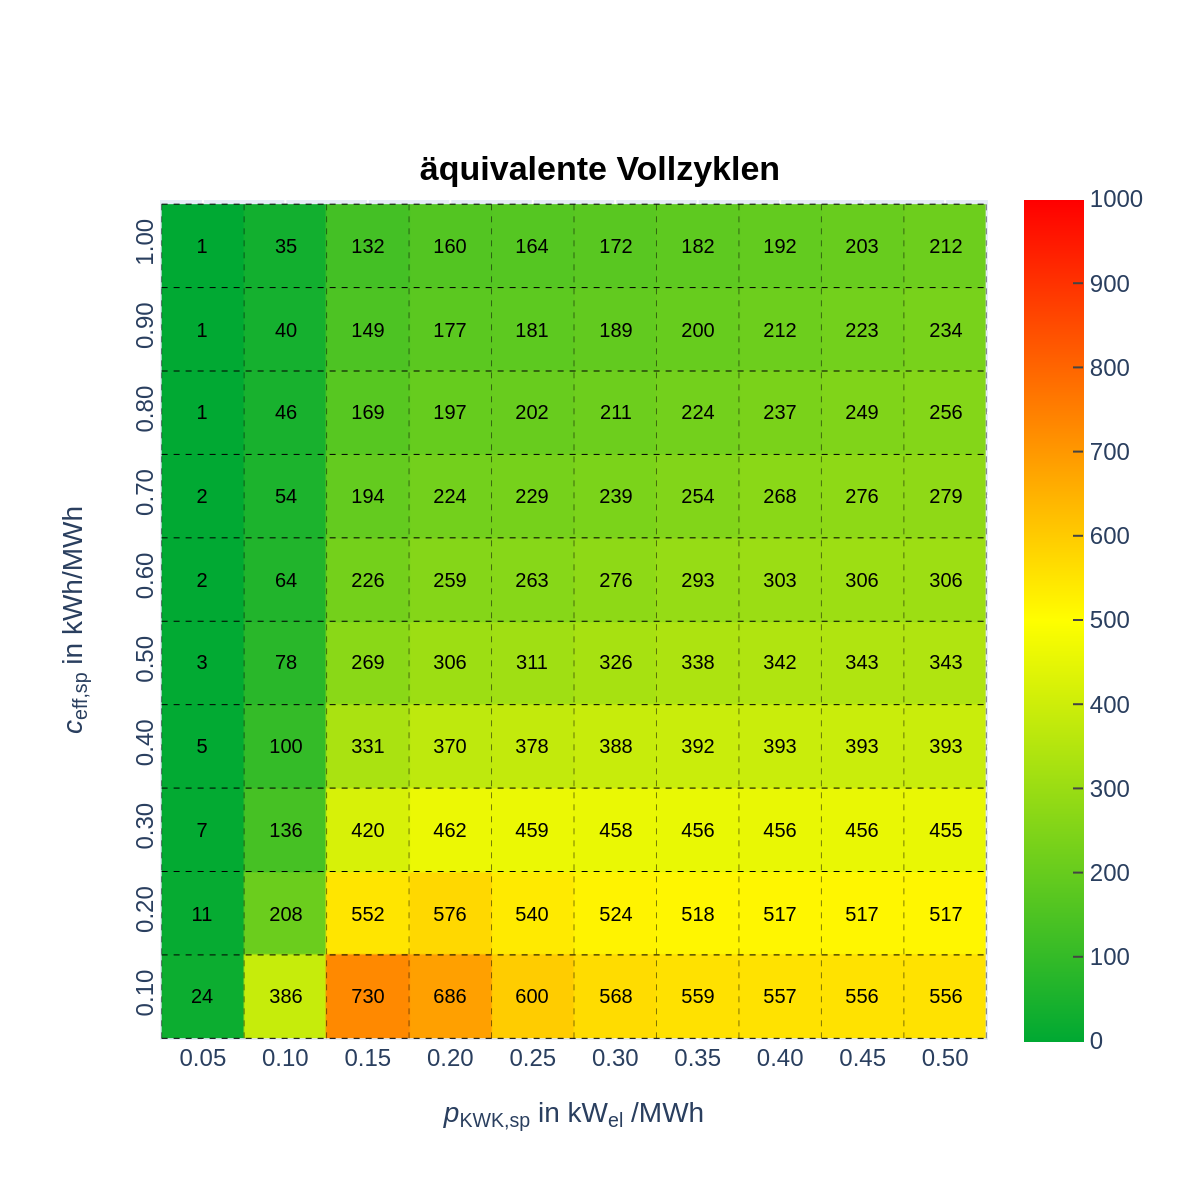 äquivalente Vollzyklen
1.00 1 35 132 160 164 172 182 192 203 212
0.90 1 40 149 177 181 189 200 212 223 234
0.80 1 46 169 197 202 211 224 237 249 256
0.70 2 54 194 224 229 239 254 268 276 279
0.60 2 64 226 259 263 276 293 303 306 306
0.50 3 78 269 306 311 326 338 342 343 343
0.40 5 100 331 370 378 388 392 393 393 393
0.30 7 136 420 462 459 458 456 456 456 455
0.20 11 208 552 576 540 524 518 517 517 517
0.10 24 386 730 686 600 568 559 557 556 556
0.05 0.10 0.15 0.20 0.25 0.30 0.35 0.40 0.45 0.50
pKWK,sp in kWel /MWh
ceff,sp in kWh/MWh
1000
900
800
700
600
500
400
300
200
100
0